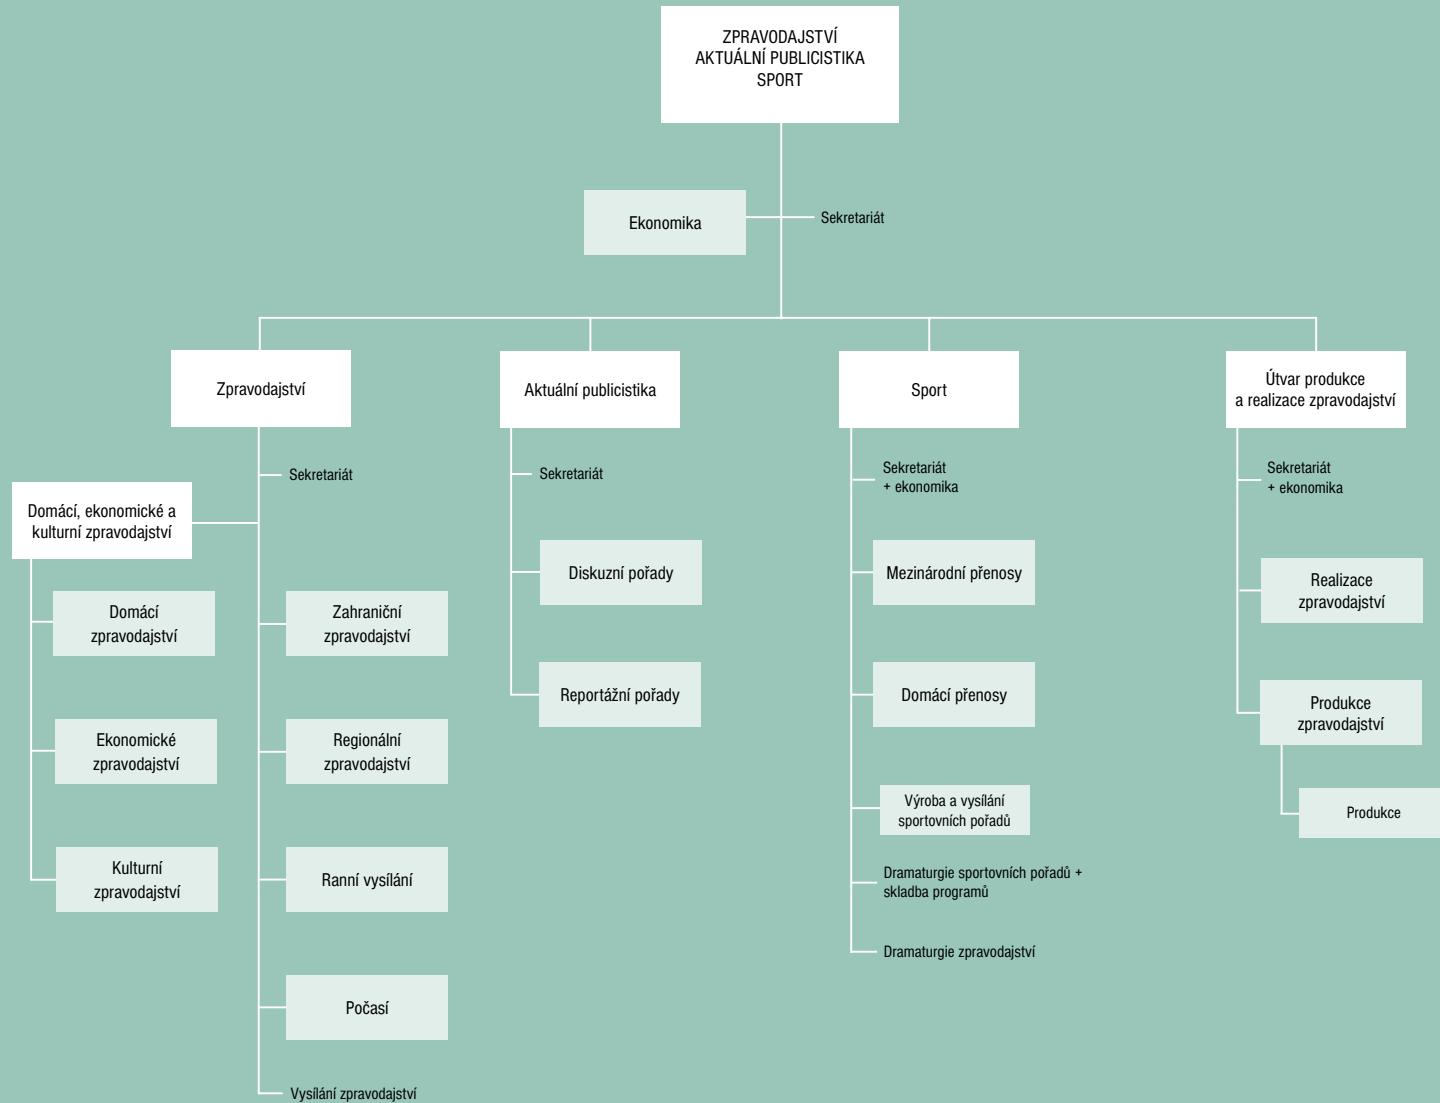 ZPRAVODAJSTVÍ
AKTUÁLNÍ PUBLICISTIKA
SPORT
Ekonomika
Sekretariát
Zpravodajství
Sekretariát
Domácí, ekonomické a
kulturní zpravodajství
Domácí
zpravodajství
Ekonomické
zpravodajství
Kulturní
zpravodajství
Zahraniční
zpravodajství
Regionální
zpravodajství
Ranní vysílání
Počasí
Vysílání zpravodajství
Aktuální publicistika
Sekretariát
Diskuzní pořady
Reportážní pořady
Sport
Sekretariát
+ ekonomika
Mezinárodní přenosy
Domácí přenosy
Výroba a vysílání
sportovních pořadů
Dramaturgie sportovních pořadů +
skladba programů
Dramaturgie zpravodajství
Útvar produkce
a realizace zpravodajství
Sekretariát
+ ekonomika
Realizace
zpravodajství
Produkce
zpravodajství
Produkce